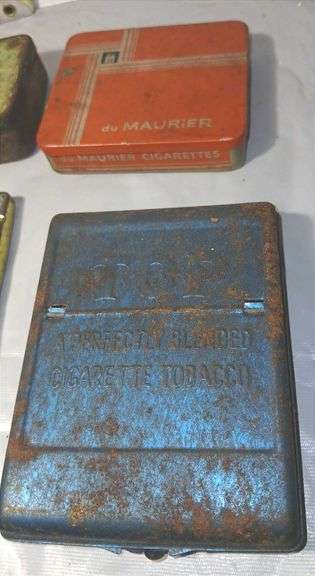 du MAURIER
du MAURIER CIGARETTES
A PERFECTLY BLENDED
CIGARETTE TOBACCO